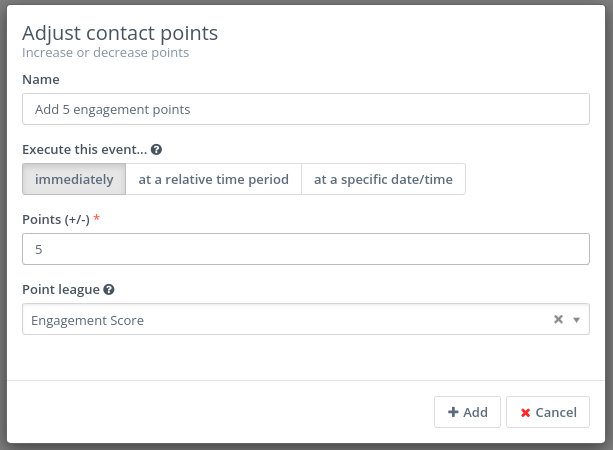 Adjust contact points
Increase or decrease points
Name
Add 5 engagement points
Execute this event...
immediately at a relative time period at a specific date/time
Points (+/-) *
5
Point league
Engagement Score
Add Cancel